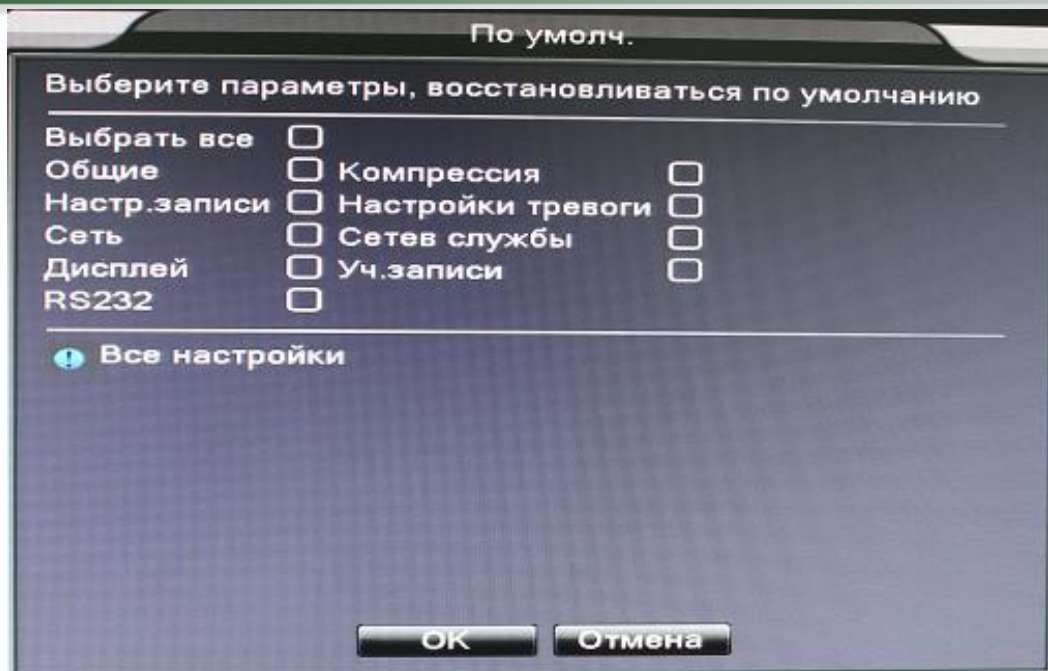 По умолч.
Выберите параметры, восстановливаться по умолчанию
Выбрать все
Общие Компрессия
Настр.записи Настройки тревоги
Сеть Сетев службы
Дисплей Уч.записи
RS232
Все настройки
OK Отмена